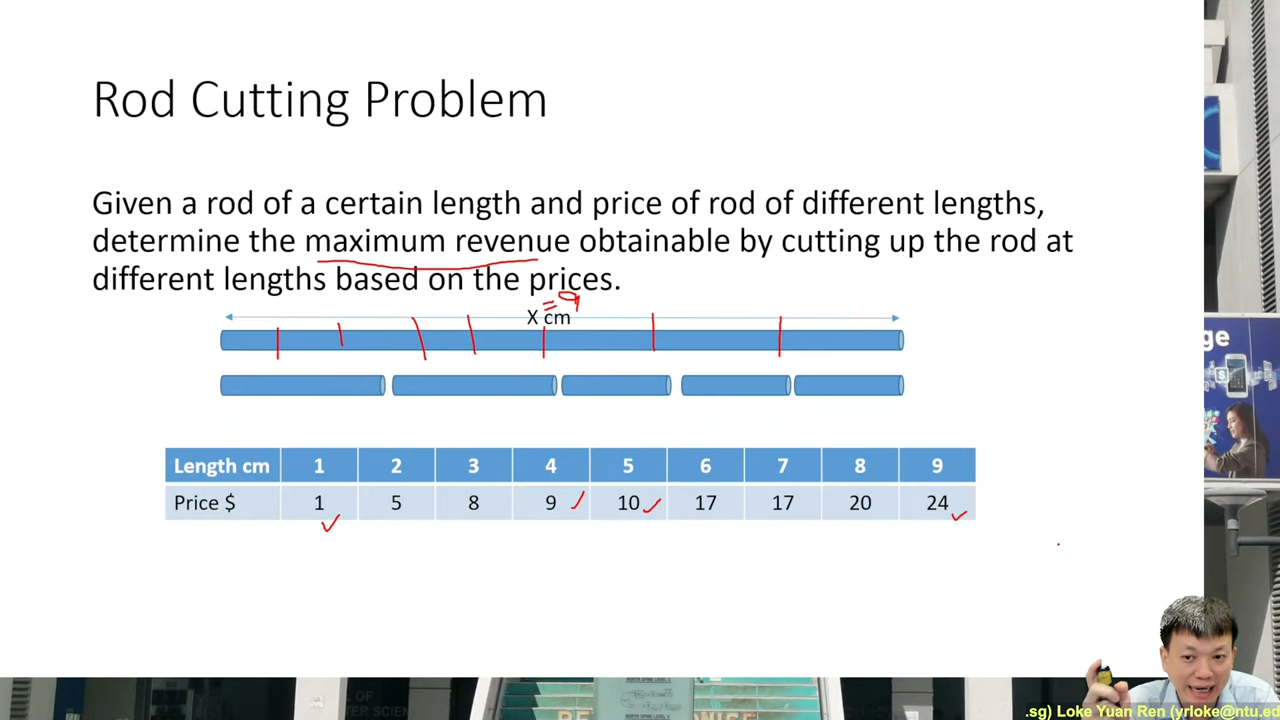 Rod Cutting Problem
Given a rod of a certain length and price of rod of different lengths,
determine the maximum revenue obtainable by cutting up the rod at
different lengths based on the prices.
X cm = 9
Length cm 1 2 3 4 5 6 7 8 9
Price $ 1 5 8 9 10 17 17 20 24
ge
.sg) Loke Yuan Ren (yrloke@ntu.ed